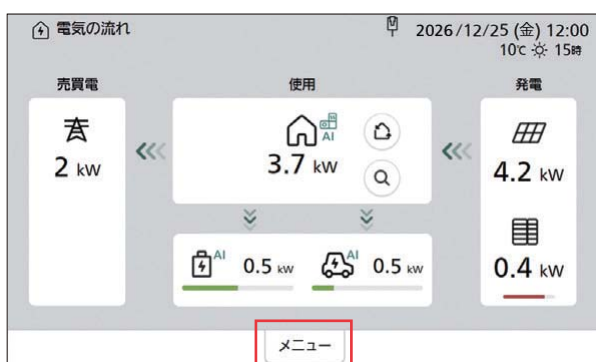 電気の流れ
2026/12/25 (金) 12:00
10℃ 15時
売買電
使用
発電
2 kW
AI
3.7 kW
4.2 kW
0.4 kW
AI 0.5 kW
AI 0.5 kW
メニュー